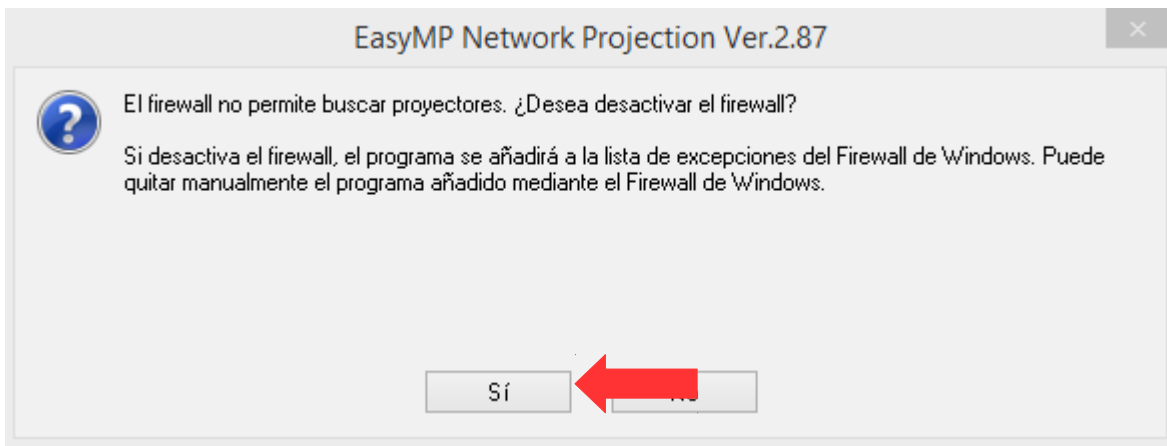 EasyMP Network Projection Ver.2.87
El firewall no permite buscar proyectores. ¿Desea desactivar el firewall?
Si desactiva el firewall, el programa se añadirá a la lista de excepciones del Firewall de Windows. Puede
quitar manualmente el programa añadido mediante el Firewall de Windows.
Sí